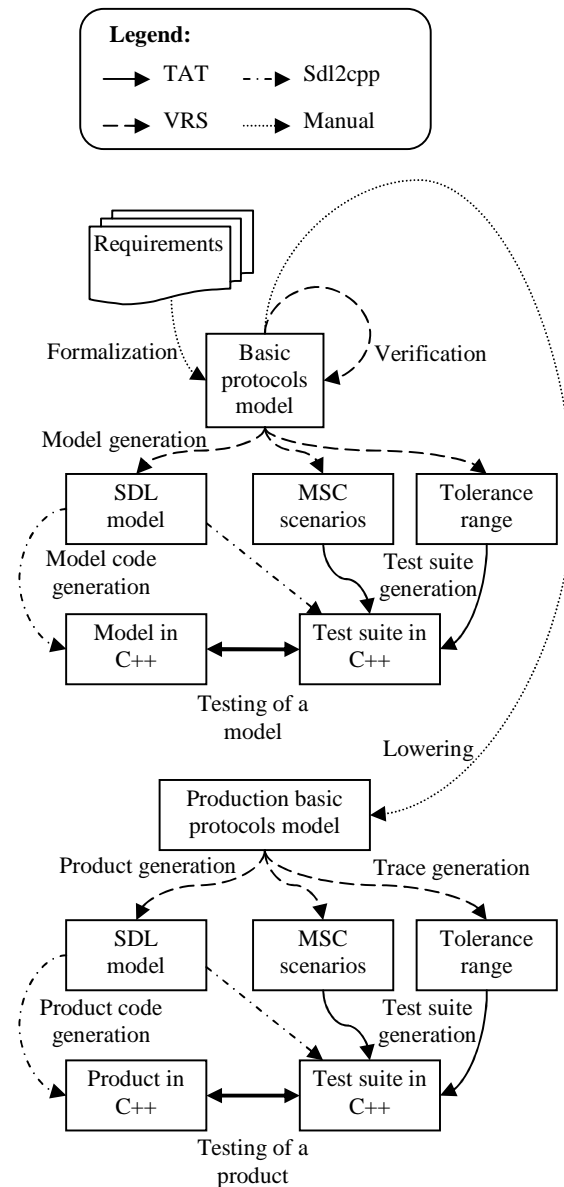 Legend:
TAT
Sdl2cpp
VRS
Manual
Requirements
Formalization
Basic
protocols
model
Verification
Model generation
SDL
model
MSC
scenarios
Tolerance
range
Model code
generation
Test suite
generation
Model in
C++
Test suite in
C++
Testing of a
model
Lowering
Production basic
protocols model
Product generation
Trace generation
SDL
model
MSC
scenarios
Tolerance
range
Product code
generation
Test suite
generation
Product in
C++
Test suite in
C++
Testing of a
product